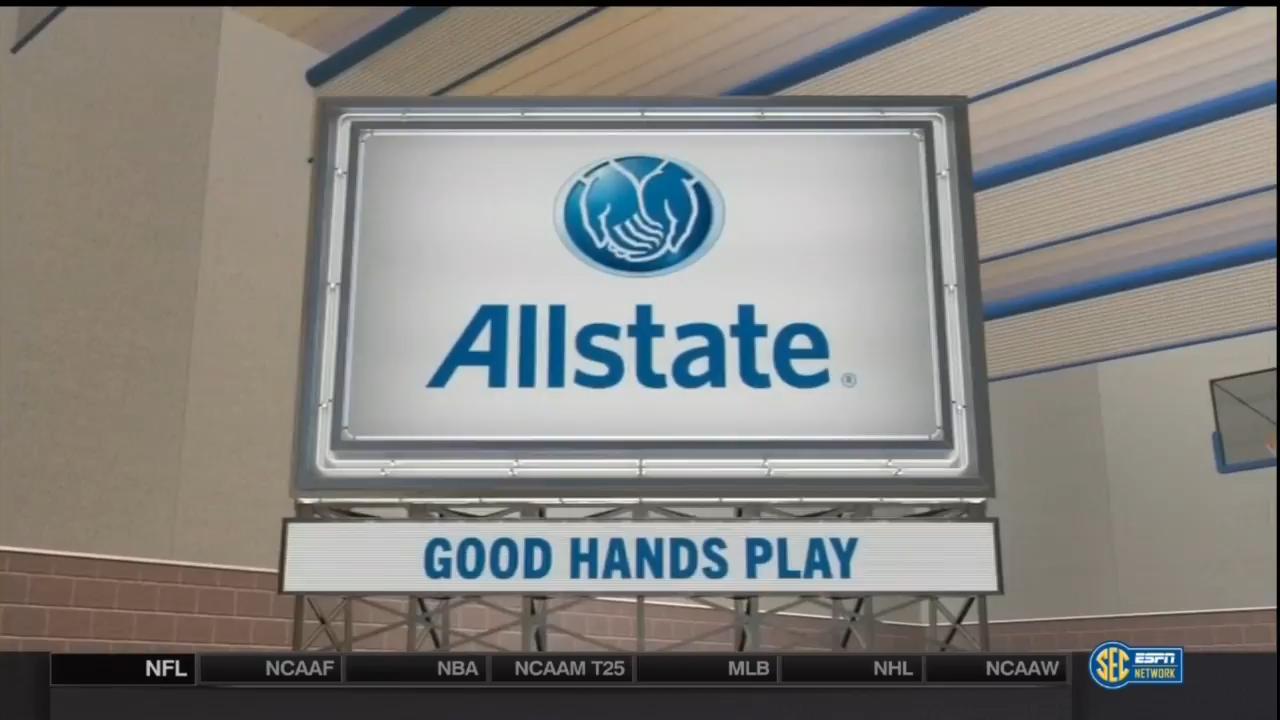 Allstate®
GOOD HANDS PLAY
NFL NCAAF NBA NCAAM T25 MLB NHL NCAAW
SEC ESPN
NETWORK